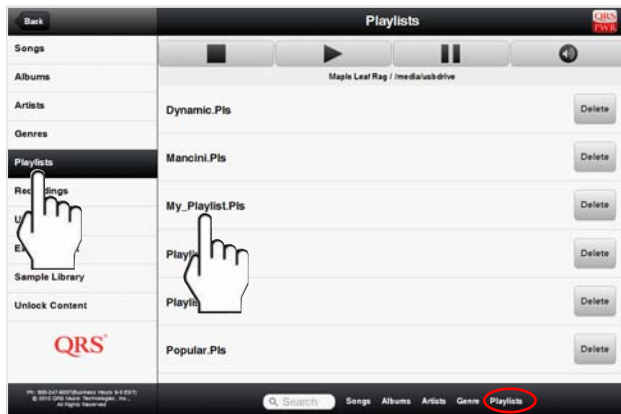 Back
Playlists
QRS
PWR
Songs
Albums
Artists
Genres
Playlists
Sample Library
Unlock Content
QRS
Maple Leaf Rag / /media/usbdrive
Dynamic.Pls
Delete
Mancini.Pls
Delete
My_Playlist.Pls
Delete
Delete
Delete
Popular.Pls
Delete
Search
Songs
Albums
Artists
Genre
Playlists